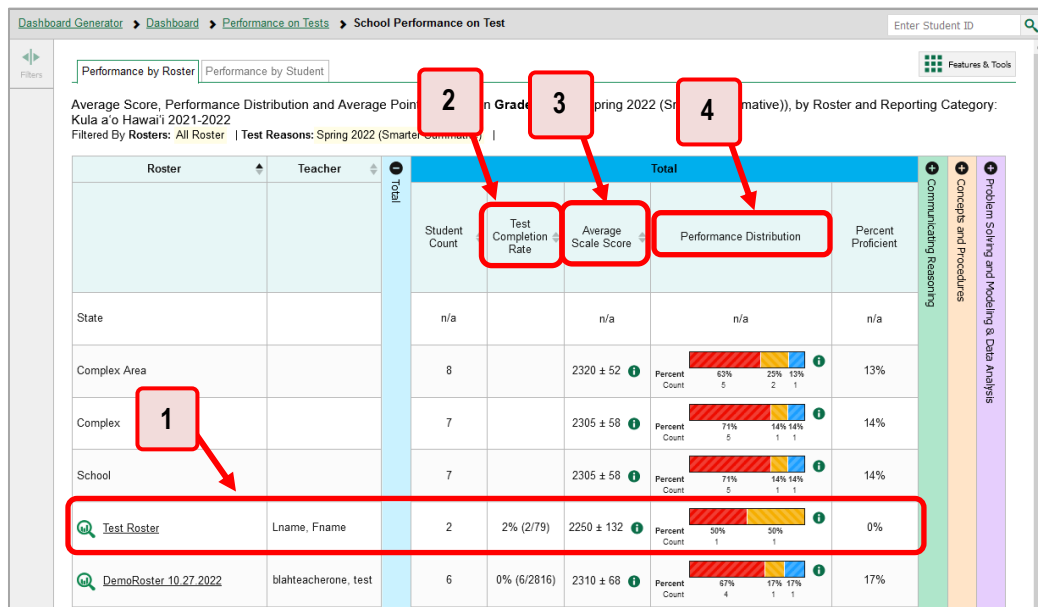 Dashboard Generator > Dashboard > Performance on Tests > School Performance on Test
Enter Student ID
Filters
Performance by Roster
Performance by Student
Features & Tools
Average Score, Performance Distribution and Average Poin n Grade pring 2022 (Sm mative)), by Roster and Reporting Category:
Kula a'o Hawai'i 2021-2022
Filtered By Rosters: All Roster | Test Reasons: Spring 2022 (Smarter Summative) |
2
3
4
Roster
Teacher
Total
Total
Student Count
Test Completion Rate
Average Scale Score
Performance Distribution
Percent Proficient
Communicating Reasoning
Concepts and Procedures
Problem Solving and Modeling & Data Analysis
State n/a n/a n/a n/a
Complex Area 8 2320 ± 52 13%
Percent 63% 25% 13%
Count 5 2 1
1
Complex 7 2305 ± 58 14%
Percent 71% 14% 14%
Count 5 1 1
School 7 2305 ± 58 14%
Percent 71% 14% 14%
Count 5 1 1
Test Roster Lname, Fname 2 2% (2/79) 2250 ± 132 0%
Percent 50% 50%
Count 1 1
DemoRoster 10.27.2022 blahteacherone, test 6 0% (6/2816) 2310 ± 68 17%
Percent 67% 17% 17%
Count 4 1 1